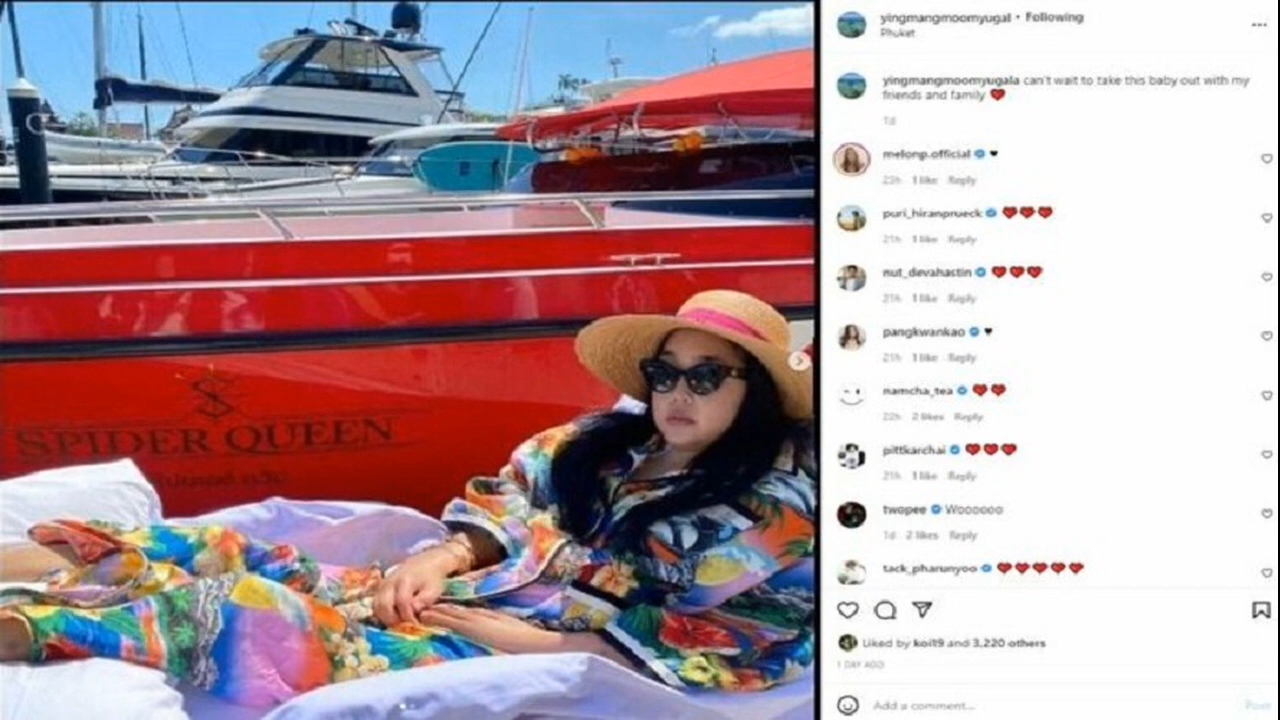 SPIDER QUEEN
yingmangmoomyugal • Following
Phuket
yingmangmoomyugala can't wait to take this baby out with my
friends and family ❤️
1d
melonp.official 🖤
22h 1 like Reply
puri_hiranprueck ❤️❤️❤️
21h 1 like Reply
nut_devahastin ❤️❤️❤️
21h 1 like Reply
pangkwankao 🖤
21h 1 like Reply
namcha_tea ❤️❤️
22h 2 likes Reply
pittkarchai ❤️❤️❤️
21h 1 like Reply
twopee Woooooo
1d 2 likes Reply
tack_pharunyoo ❤️❤️❤️❤️❤️
Liked by koi19 and 3,220 others
1 DAY AGO
Add a comment...
Post